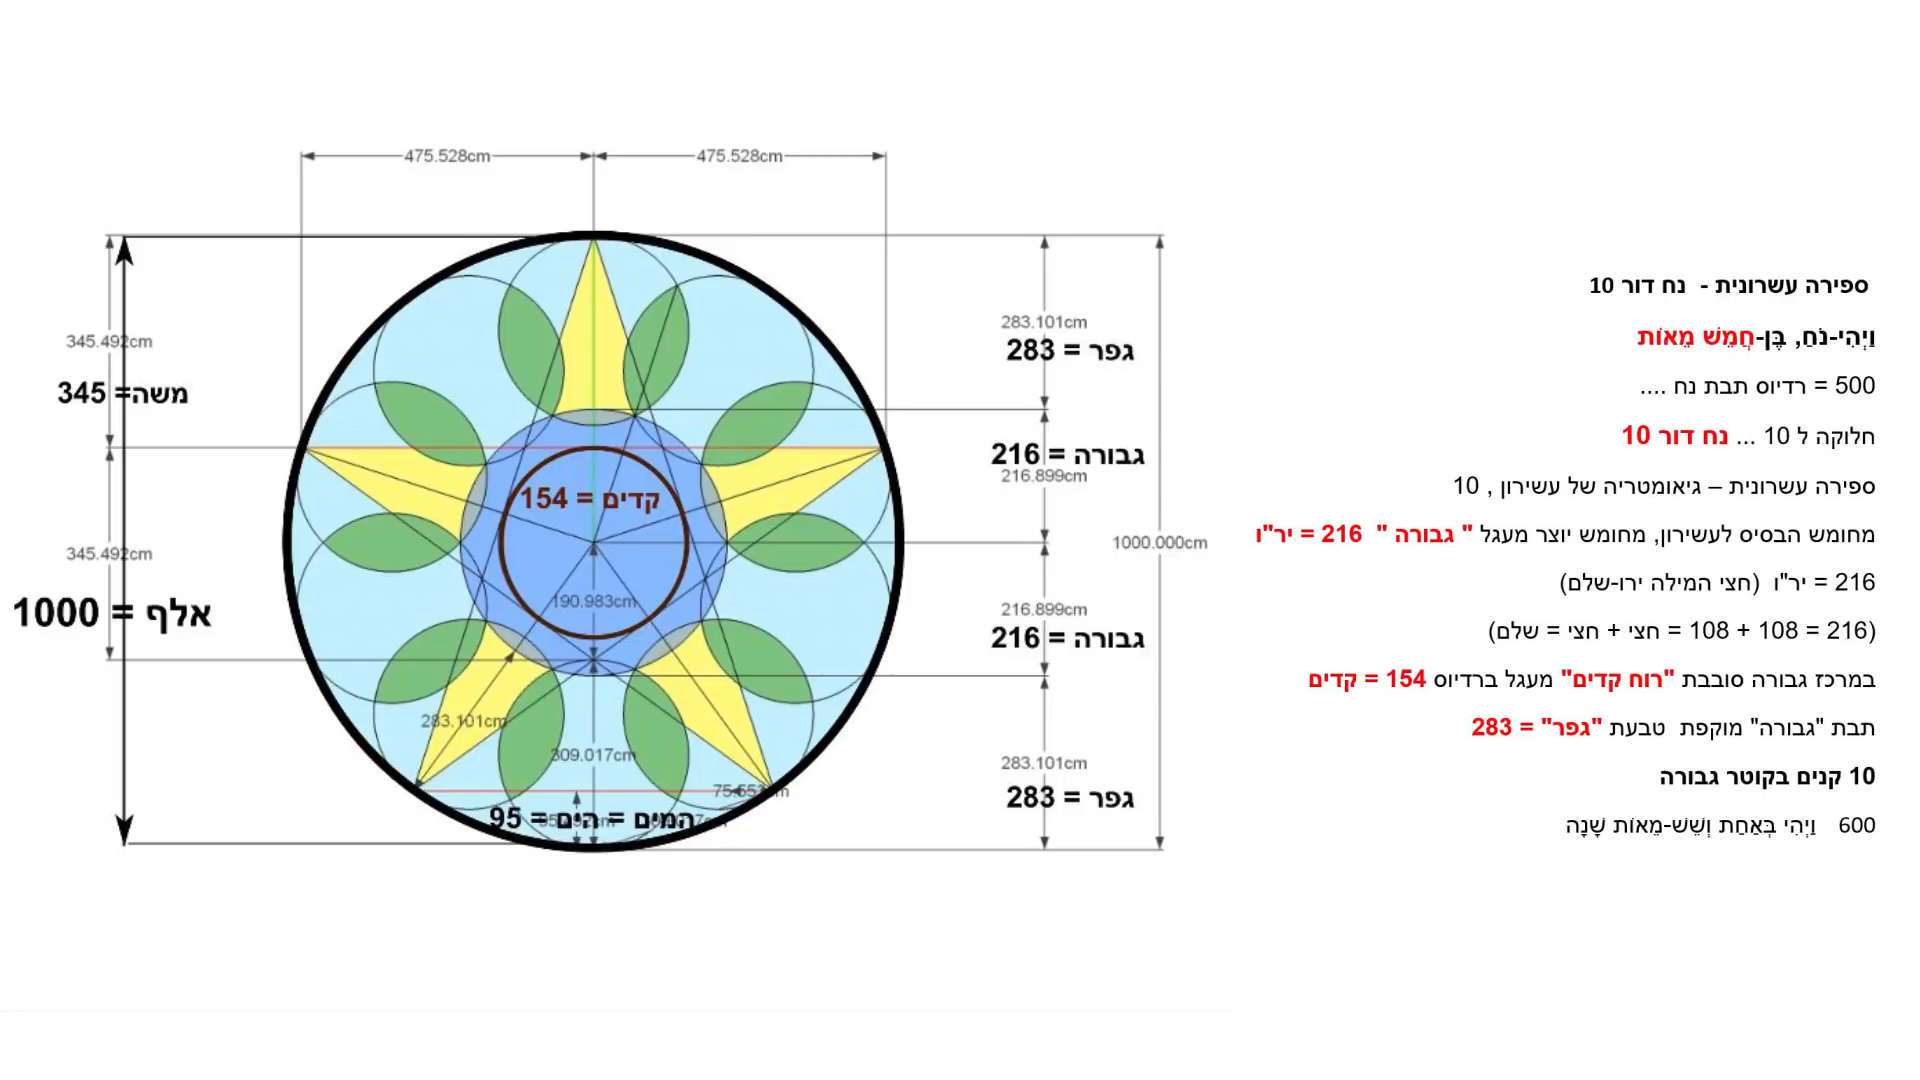 475.528cm
475.528cm
345.492cm
משה= 345
345.492cm
אלף = 1000
283.101cm
גפר = 283
גבורה = 216
216.899cm
1000.000cm
216.899cm
גבורה = 216
283.101cm
גפר = 283
קדים = 154
190.983cm
283.101cm
309.017cm
המים = הים = 95
ספירה עשרונית - נח דור 10
וַיְהִי-נֹחַ, בֶּן-חֲמֵשׁ מֵאוֹת
500 = רדיוס תבת נח ....
חלוקה ל 10 ... נח דור 10
ספירה עשרונית – גיאומטריה של עשירון , 10
מחומש הבסיס לעשירון, מחומש יוצר מעגל " גבורה " 216 = יר"ו
216 = יר"ו (חצי המילה ירו-שלם)
(216 = 108 + 108 = חצי + חצי = שלם)
במרכז גבורה סובבת "רוח קדים" מעגל ברדיוס 154 = קדים
תבת "גבורה" מוקפת טבעת "גפר" = 283
10 קנים בקוטר גבורה
600 וַיְהִי בְּאַחַת וְשֵׁשׁ-מֵאוֹת שָׁנָה